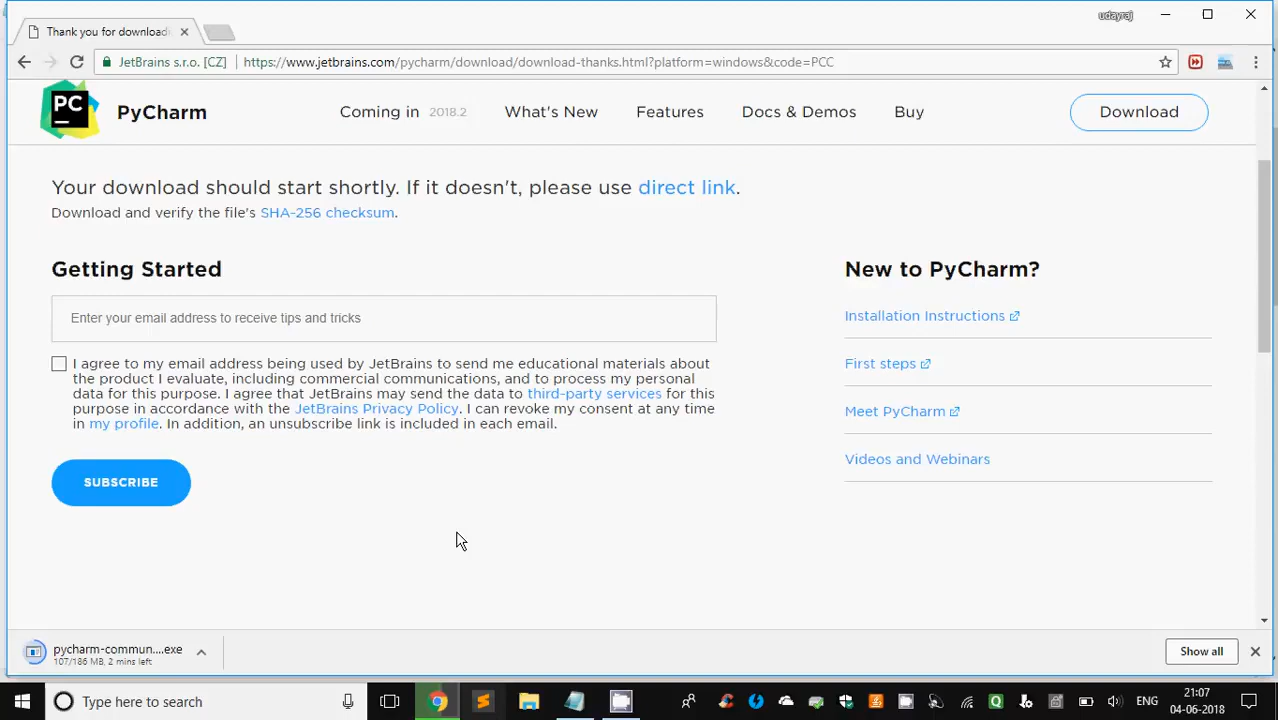 udayraj
Thank you for downloadi
JetBrains s.r.o. [CZ] https://www.jetbrains.com/pycharm/download/download-thanks.html?platform=windows&code=PCC
PC PyCharm Coming in 2018.2 What's New Features Docs & Demos Buy Download
Your download should start shortly. If it doesn't, please use direct link.
Download and verify the file's SHA-256 checksum.
Getting Started
Enter your email address to receive tips and tricks
I agree to my email address being used by JetBrains to send me educational materials about
the product I evaluate, including commercial communications, and to process my personal
data for this purpose. I agree that JetBrains may send the data to third-party services for this
purpose in accordance with the JetBrains Privacy Policy. I can revoke my consent at any time
in my profile. In addition, an unsubscribe link is included in each email.
SUBSCRIBE
New to PyCharm?
Installation Instructions
First steps
Meet PyCharm
Videos and Webinars
pycharm-commun....exe
107/186 MB, 2 mins left
Show all
Type here to search
ENG
21:07
04-06-2018